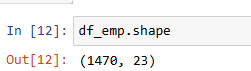 In [12]: df_emp.shape
Out[12]: (1470, 23)